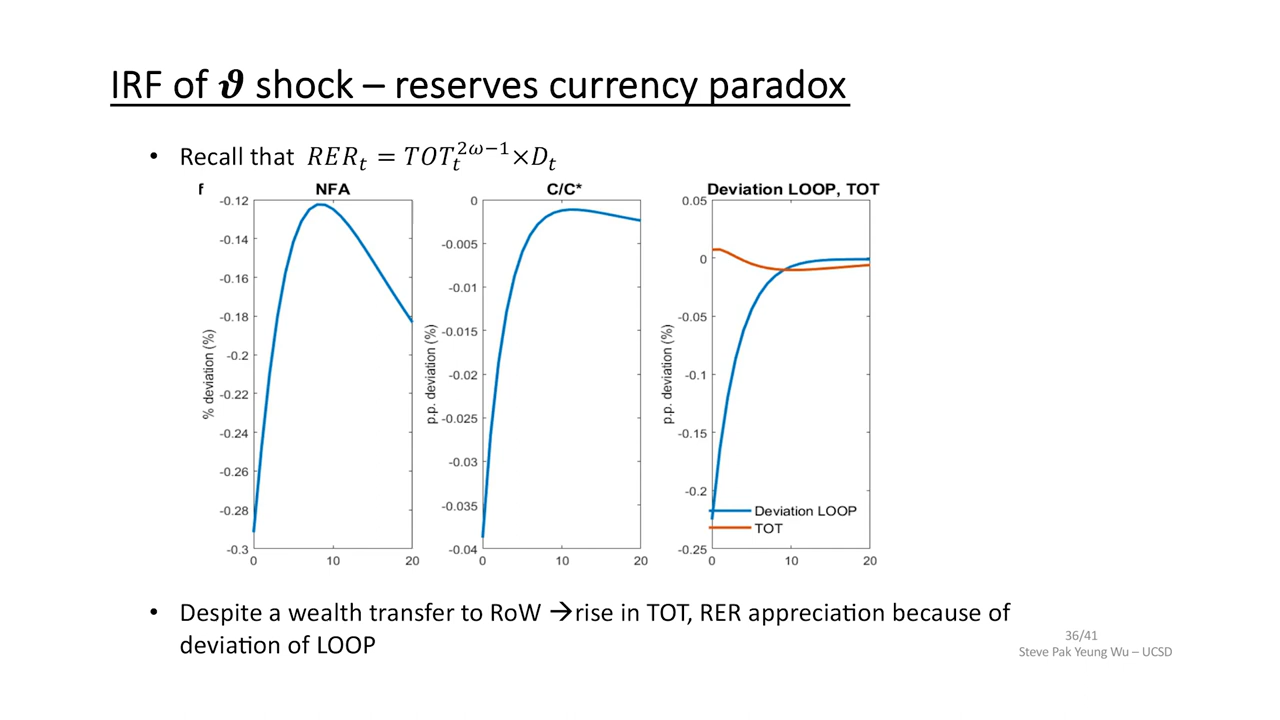 IRF of 𝝑 shock – reserves currency paradox
• Recall that RERₜ = TOTₜ^{2ω−1}×Dₜ
f
NFA
C/C*
Deviation LOOP, TOT
% deviation (%)
-0.12
-0.14
-0.16
-0.18
-0.2
-0.22
-0.24
-0.26
-0.28
-0.3
0 10 20
p.p. deviation (%)
0
-0.005
-0.01
-0.015
-0.02
-0.025
-0.03
-0.035
-0.04
0 10 20
p.p. deviation (%)
0.05
0
-0.05
-0.1
-0.15
-0.2
-0.25
0 10 20
Deviation LOOP
TOT
• Despite a wealth transfer to RoW →rise in TOT, RER appreciation because of
deviation of LOOP
36/41
Steve Pak Yeung Wu – UCSD